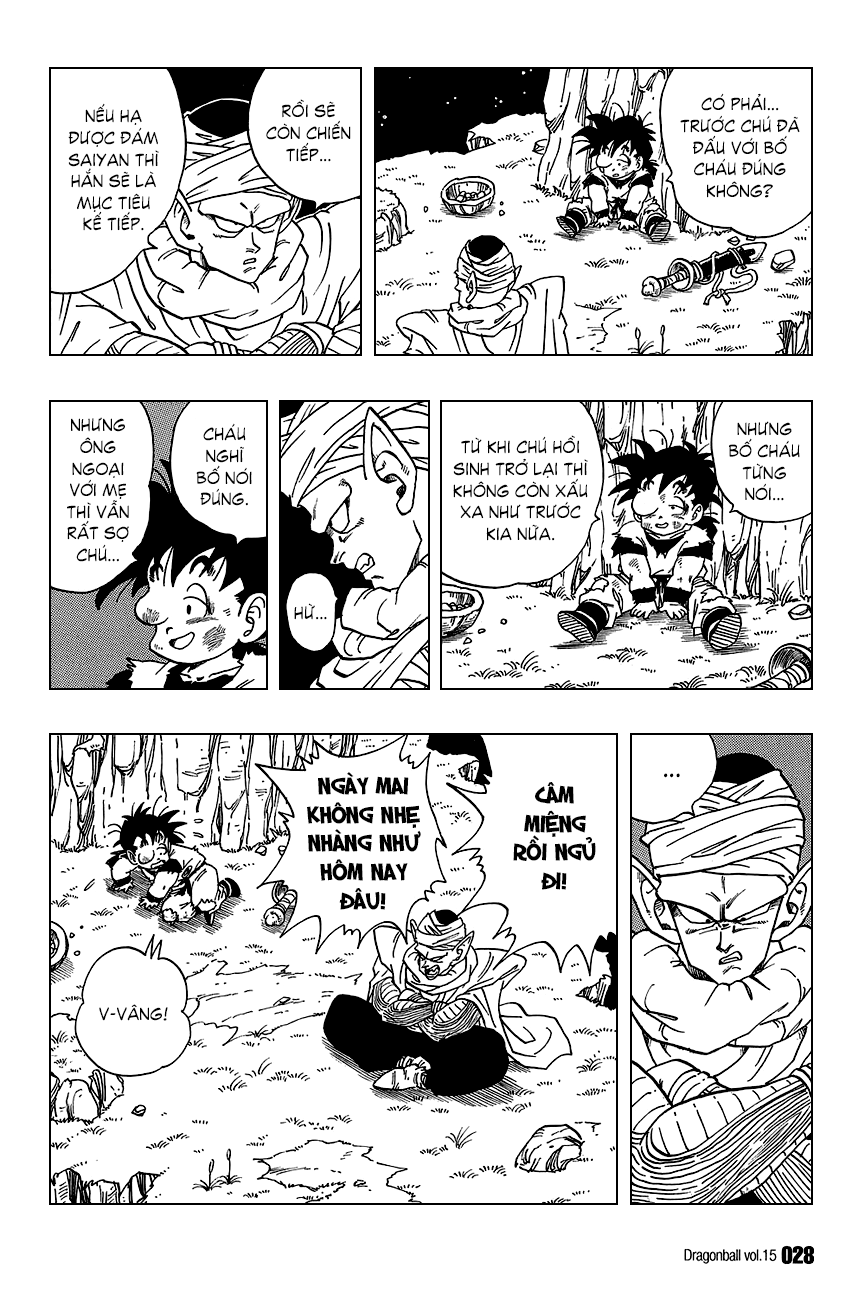 CÓ PHẢI...
TRƯỚC CHÚ ĐÃ
ĐẤU VỚI BỐ
CHÁU ĐÚNG
KHÔNG?
RỒI SẼ
CÒN CHIẾN
TIẾP...
NẾU HẠ
ĐƯỢC ĐÁM
SAIYAN THÌ
HẮN SẼ LÀ
MỤC TIÊU
KẾ TIẾP.
NHƯNG
BỐ CHÁU
TỪNG
NÓI...
TỪ KHI CHÚ HỒI
SINH TRỞ LẠI THÌ
KHÔNG CÒN XẤU
XA NHƯ TRƯỚC
KIA NỮA.
HỪ...
CHÁU
NGHĨ
BỐ NÓI
ĐÚNG.
NHƯNG
ÔNG
NGOẠI
VỚI MẸ
THÌ VẪN
RẤT SỢ
CHÚ...
...
CÂM
MIỆNG
RỒI NGỦ
ĐI!
NGÀY MAI
KHÔNG NHẸ
NHÀNG NHƯ
HÔM NAY
ĐÂU!
V-VÂNG!
Dragonball vol.15 028